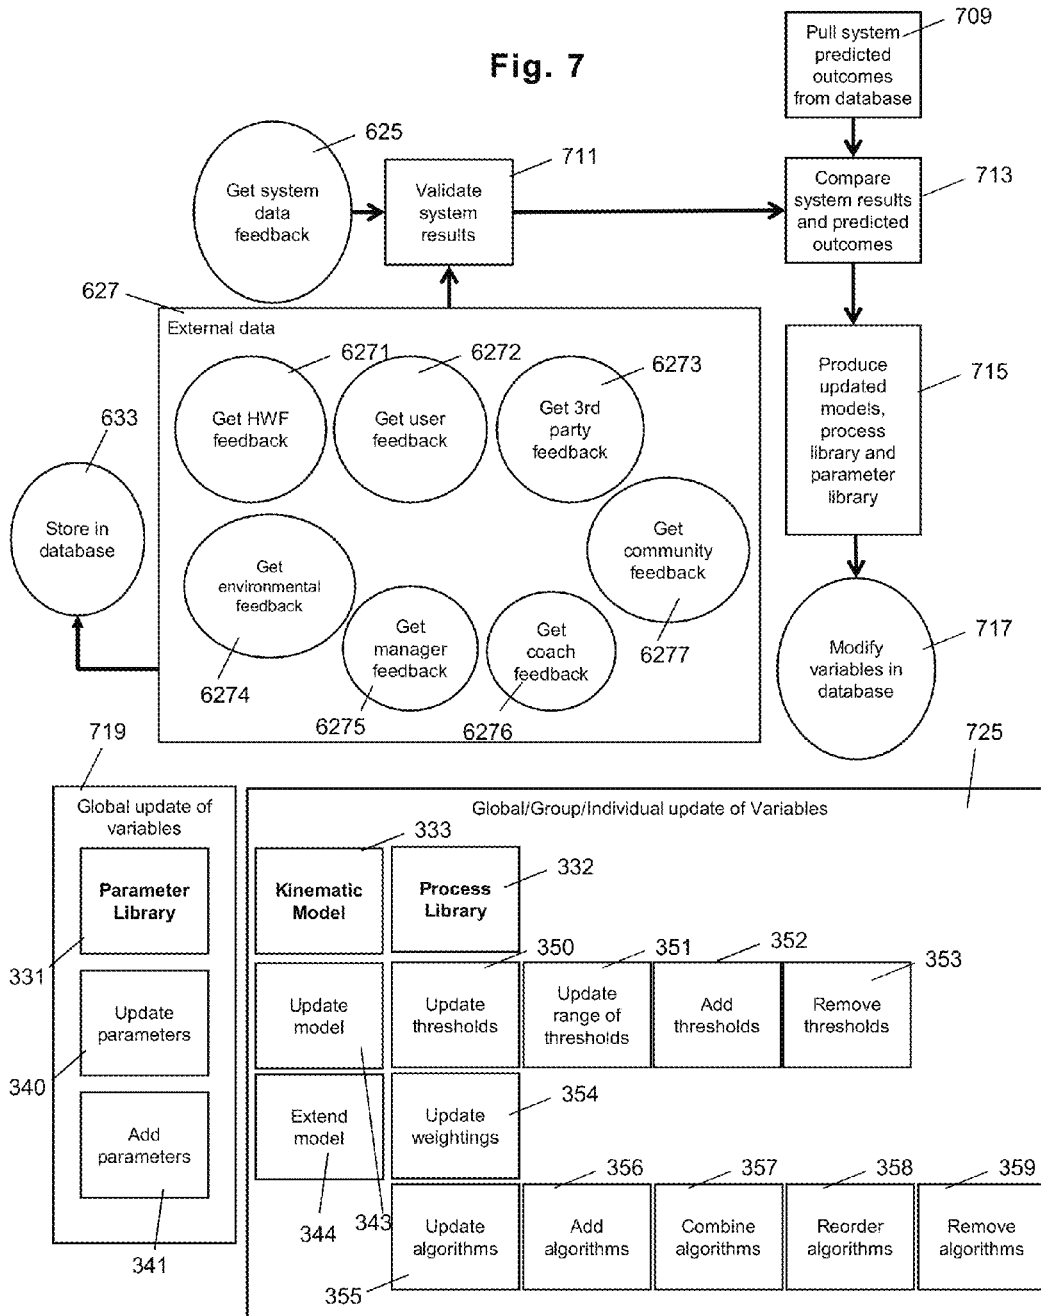 Fig. 7
709
Pull system
predicted
outcomes
from database
625
Get system
data
feedback
711
Validate
system
results
713
Compare
system results
and predicted
outcomes
627
External data
6271
Get HWF
feedback
6272
Get user
feedback
6273
Get 3rd
party
feedback
715
Produce
updated
models,
process
library and
parameter
library
633
Store in
database
Get
environmental
feedback
6274
Get
manager
feedback
6275
Get
coach
feedback
6276
Get
community
feedback
6277
717
Modify
variables in
database
719
Global update of
variables
Parameter
Library
331
Update
parameters
340
Add
parameters
341
725
Global/Group/Individual update of Variables
333
Kinematic
Model
332
Process
Library
350
351
352
353
Update
model
Update
thresholds
Update
range of
thresholds
Add
thresholds
Remove
thresholds
343
Extend
model
344
Update
weightings
354
356
357
358
359
Update
algorithms
355
Add
algorithms
Combine
algorithms
Reorder
algorithms
Remove
algorithms